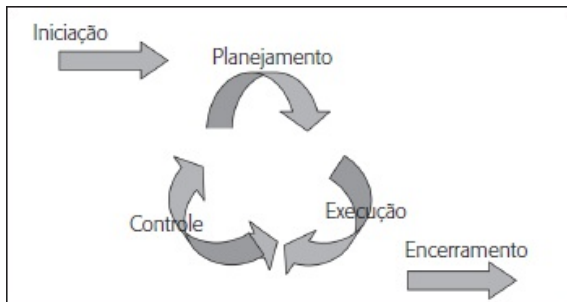 Iniciação
Planejamento
Controle
Execução
Encerramento